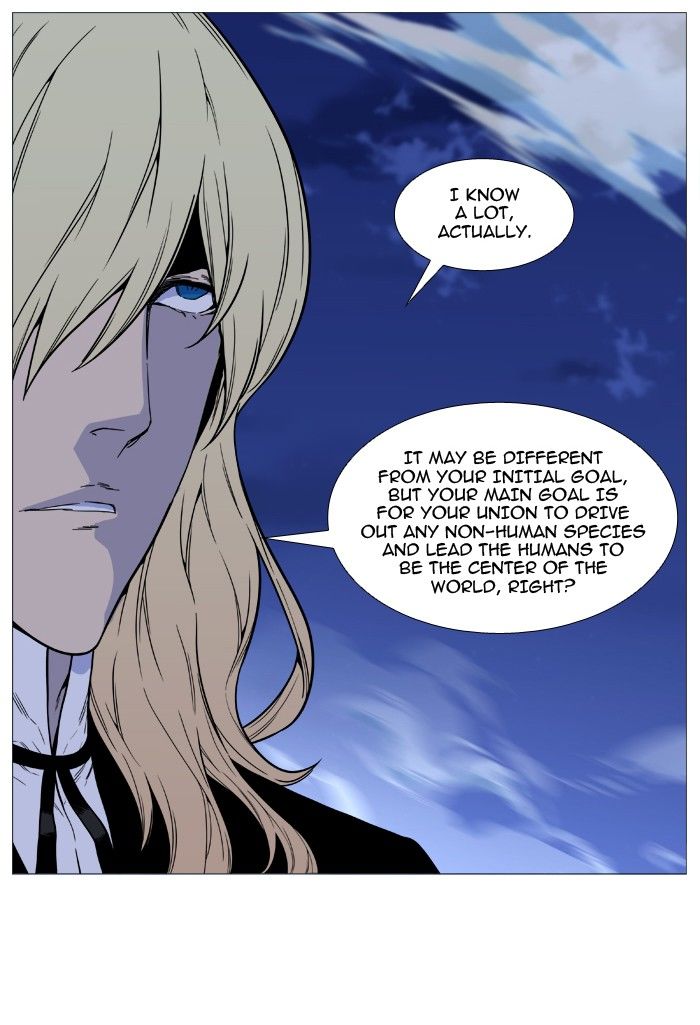 I KNOW
A LOT,
ACTUALLY.
IT MAY BE DIFFERENT
FROM YOUR INITIAL GOAL,
BUT YOUR MAIN GOAL IS
FOR YOUR UNION TO DRIVE
OUT ANY NON-HUMAN SPECIES
AND LEAD THE HUMANS TO
BE THE CENTER OF THE
WORLD, RIGHT?